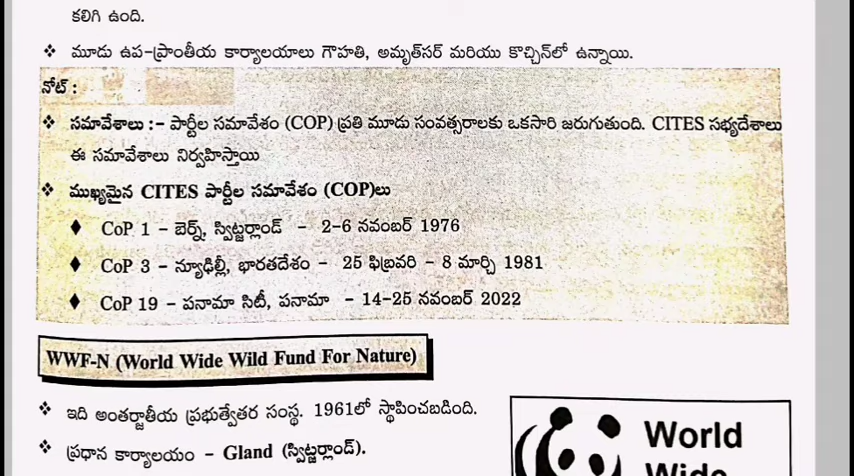 కలిగి ఉంది.
❖ మూడు ఉప-ప్రాంతీయ కార్యాలయాలు గౌహతి, అమృత్‌సర్ మరియు కొచ్చిన్‌లో ఉన్నాయి.
నోట్ :
❖ సమావేశాలు :- పార్టీల సమావేశం (COP) ప్రతి మూడు సంవత్సరాలకు ఒకసారి జరుగుతుంది. CITES సభ్యదేశాలు
ఈ సమావేశాలు నిర్వహిస్తాయి
❖ ముఖ్యమైన CITES పార్టీల సమావేశం (COP)లు
♦ CoP 1 - బెర్న్, స్విట్జర్లాండ్ - 2-6 నవంబర్ 1976
♦ CoP 3 - న్యూఢిల్లీ, భారతదేశం - 25 ఫిబ్రవరి - 8 మార్చి 1981
♦ CoP 19 - పనామా సిటీ, పనామా - 14-25 నవంబర్ 2022
WWF-N (World Wide Wild Fund For Nature)
❖ ఇది అంతర్జాతీయ ప్రభుత్వేతర సంస్థ. 1961లో స్థాపించబడింది.
❖ ప్రధాన కార్యాలయం - Gland (స్విట్జర్లాండ్).
World
Wide